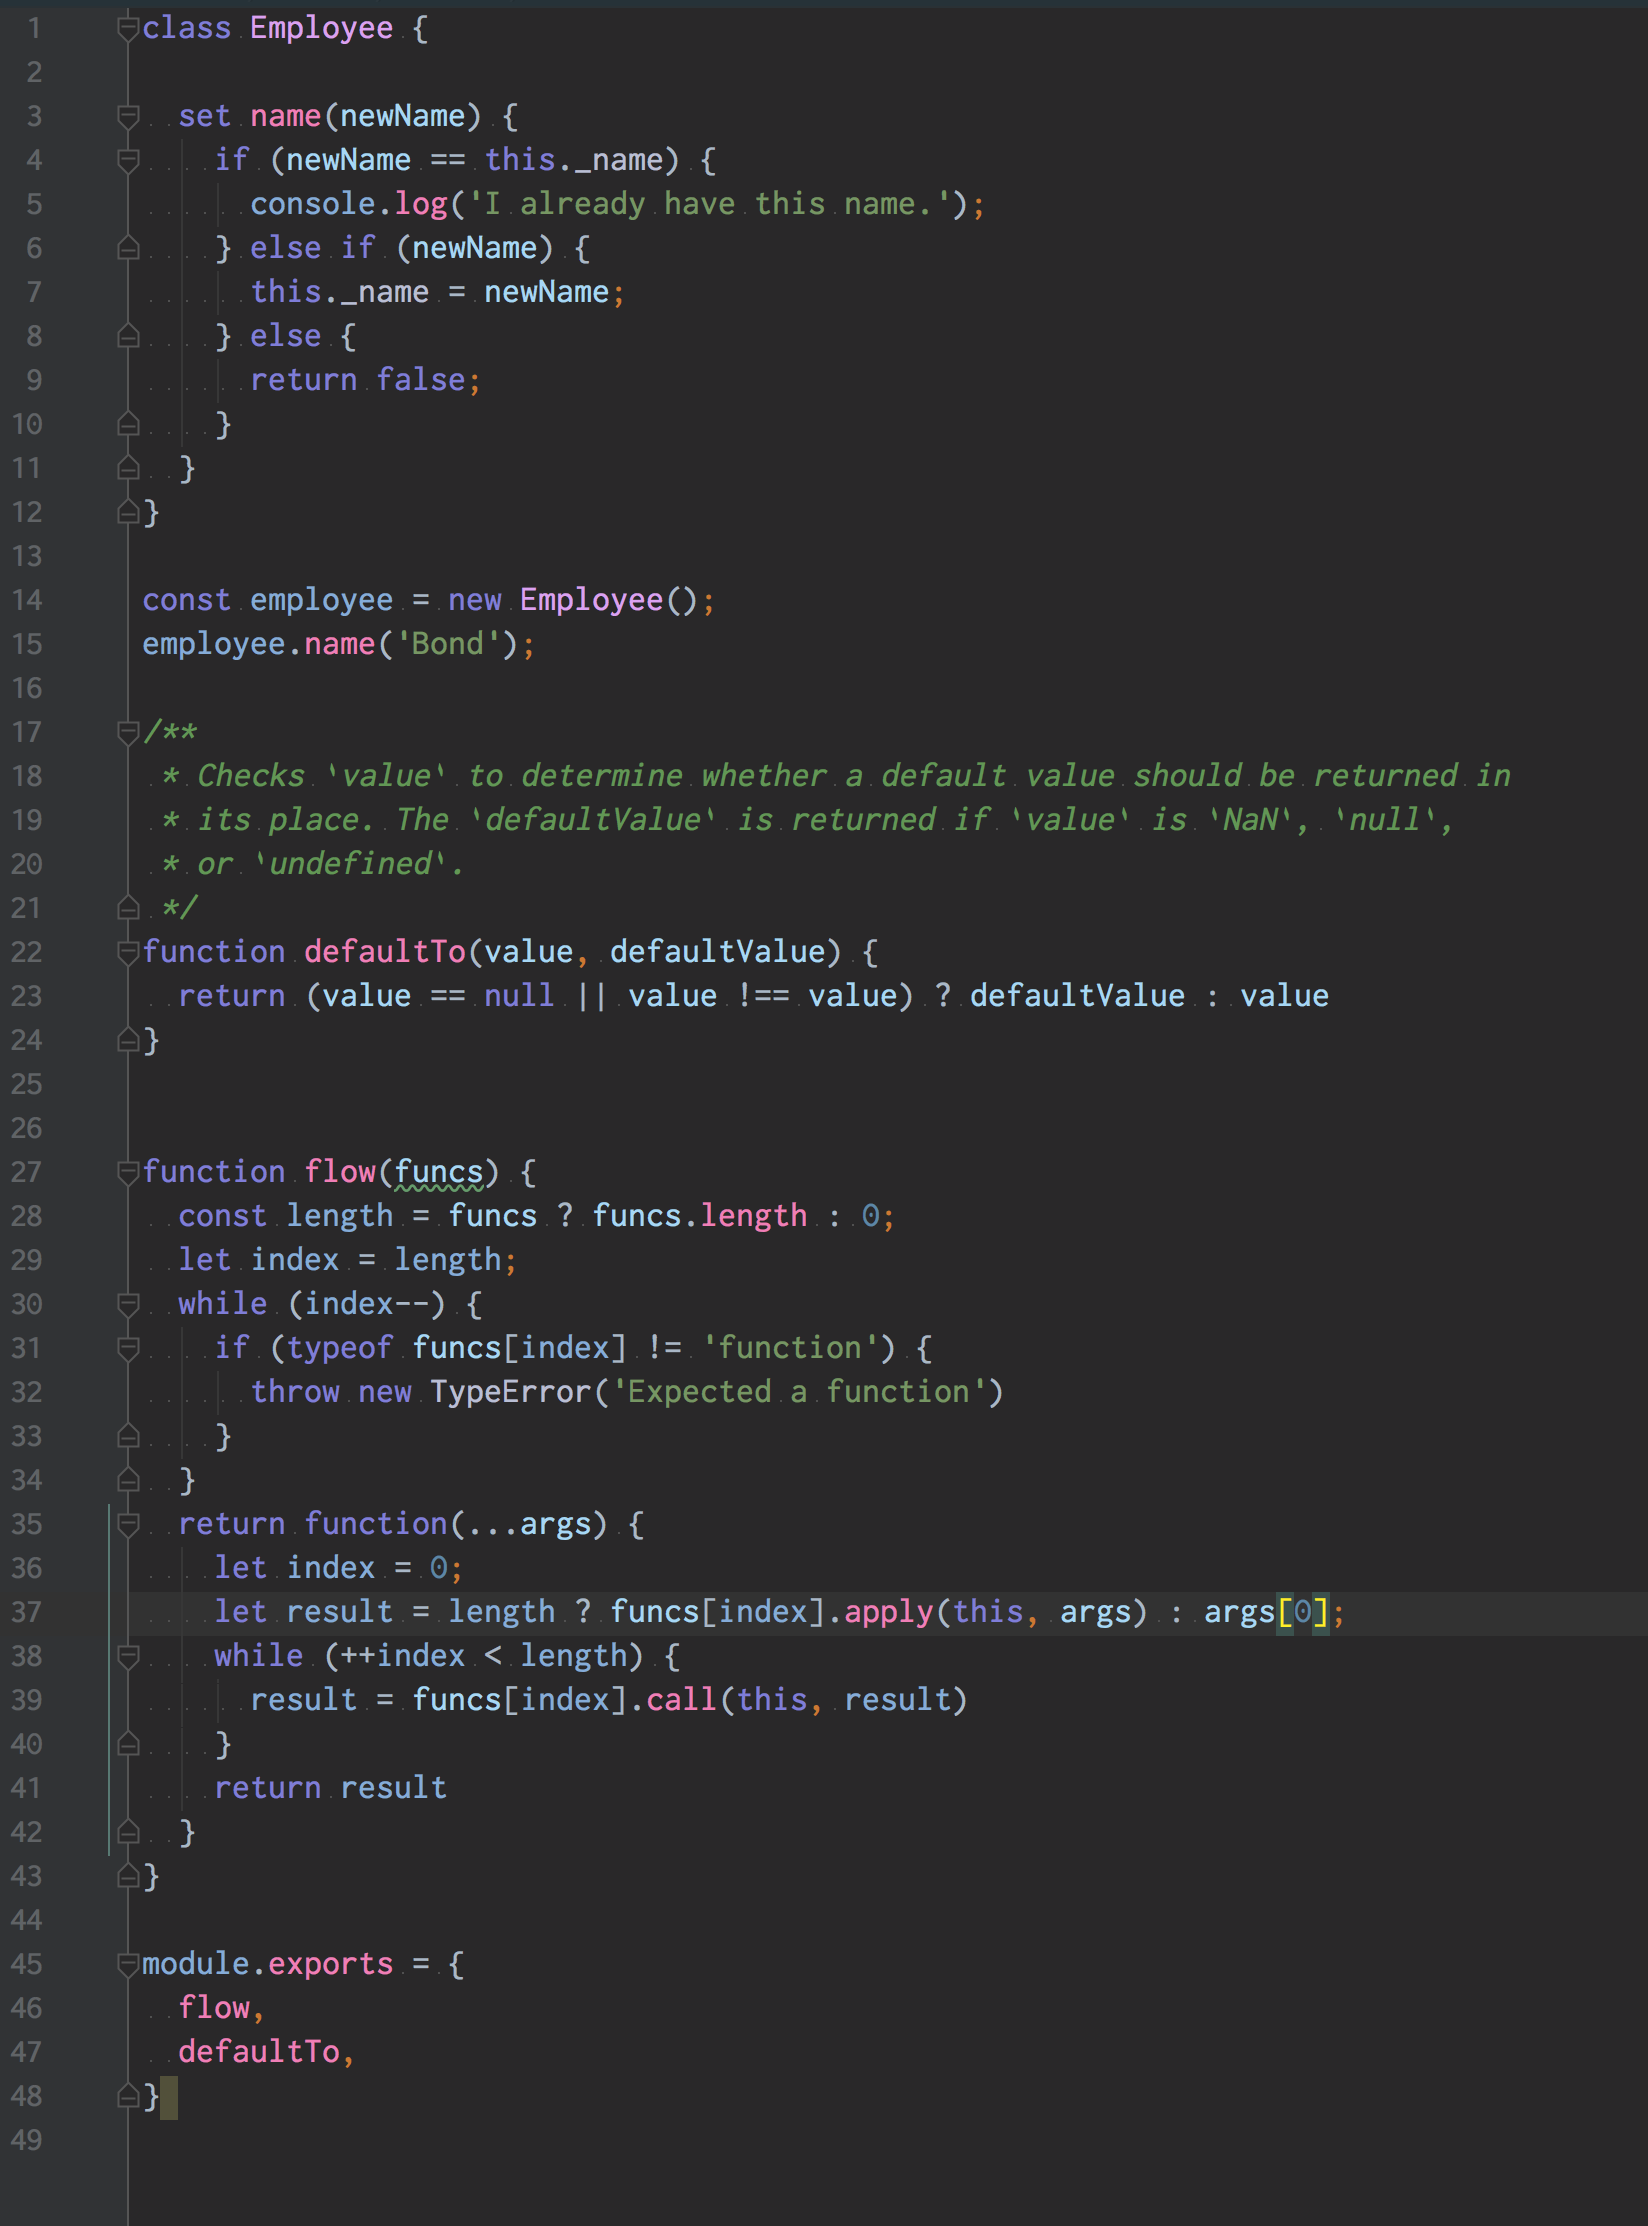 1 class Employee {
2
3 set name(newName) {
4 if (newName == this._name) {
5 console.log('I already have this name.');
6 } else if (newName) {
7 this._name = newName;
8 } else {
9 return false;
10 }
11 }
12 }
13
14 const employee = new Employee();
15 employee.name('Bond');
16
17 /**
18 * Checks `value` to determine whether a default value should be returned in
19 * its place. The `defaultValue` is returned if `value` is `NaN`, `null`,
20 * or `undefined`.
21 */
22 function defaultTo(value, defaultValue) {
23 return (value == null || value !== value) ? defaultValue : value
24 }
25
26
27 function flow(funcs) {
28 const length = funcs ? funcs.length : 0;
29 let index = length;
30 while (index--) {
31 if (typeof funcs[index] != 'function') {
32 throw new TypeError('Expected a function')
33 }
34 }
35 return function(...args) {
36 let index = 0;
37 let result = length ? funcs[index].apply(this, args) : args[0];
38 while (++index < length) {
39 result = funcs[index].call(this, result)
40 }
41 return result
42 }
43 }
44
45 module.exports = {
46 flow,
47 defaultTo,
48 }
49